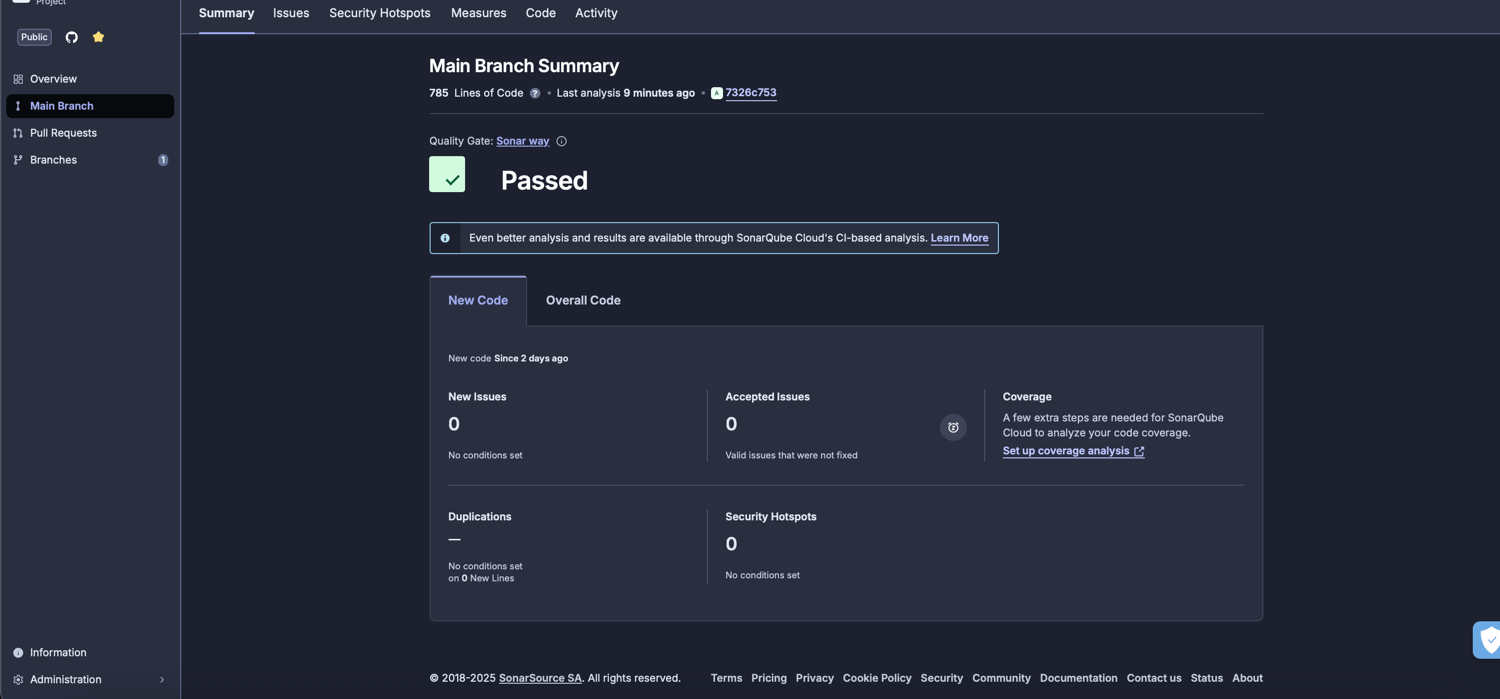 Project
Public
Overview
Main Branch
Pull Requests
Branches 1
Information
Administration
Summary Issues Security Hotspots Measures Code Activity
Main Branch Summary
785 Lines of Code ? • Last analysis 9 minutes ago • A 7326c753
Quality Gate: Sonar way
Passed
Even better analysis and results are available through SonarQube Cloud's CI-based analysis. Learn More
New Code Overall Code
New code Since 2 days ago
New Issues
0
No conditions set
Accepted Issues
0
Valid issues that were not fixed
Coverage
A few extra steps are needed for SonarQube
Cloud to analyze your code coverage.
Set up coverage analysis
Duplications
—
No conditions set
on 0 New Lines
Security Hotspots
0
No conditions set
© 2018-2025 SonarSource SA. All rights reserved. Terms Pricing Privacy Cookie Policy Security Community Documentation Contact us Status About